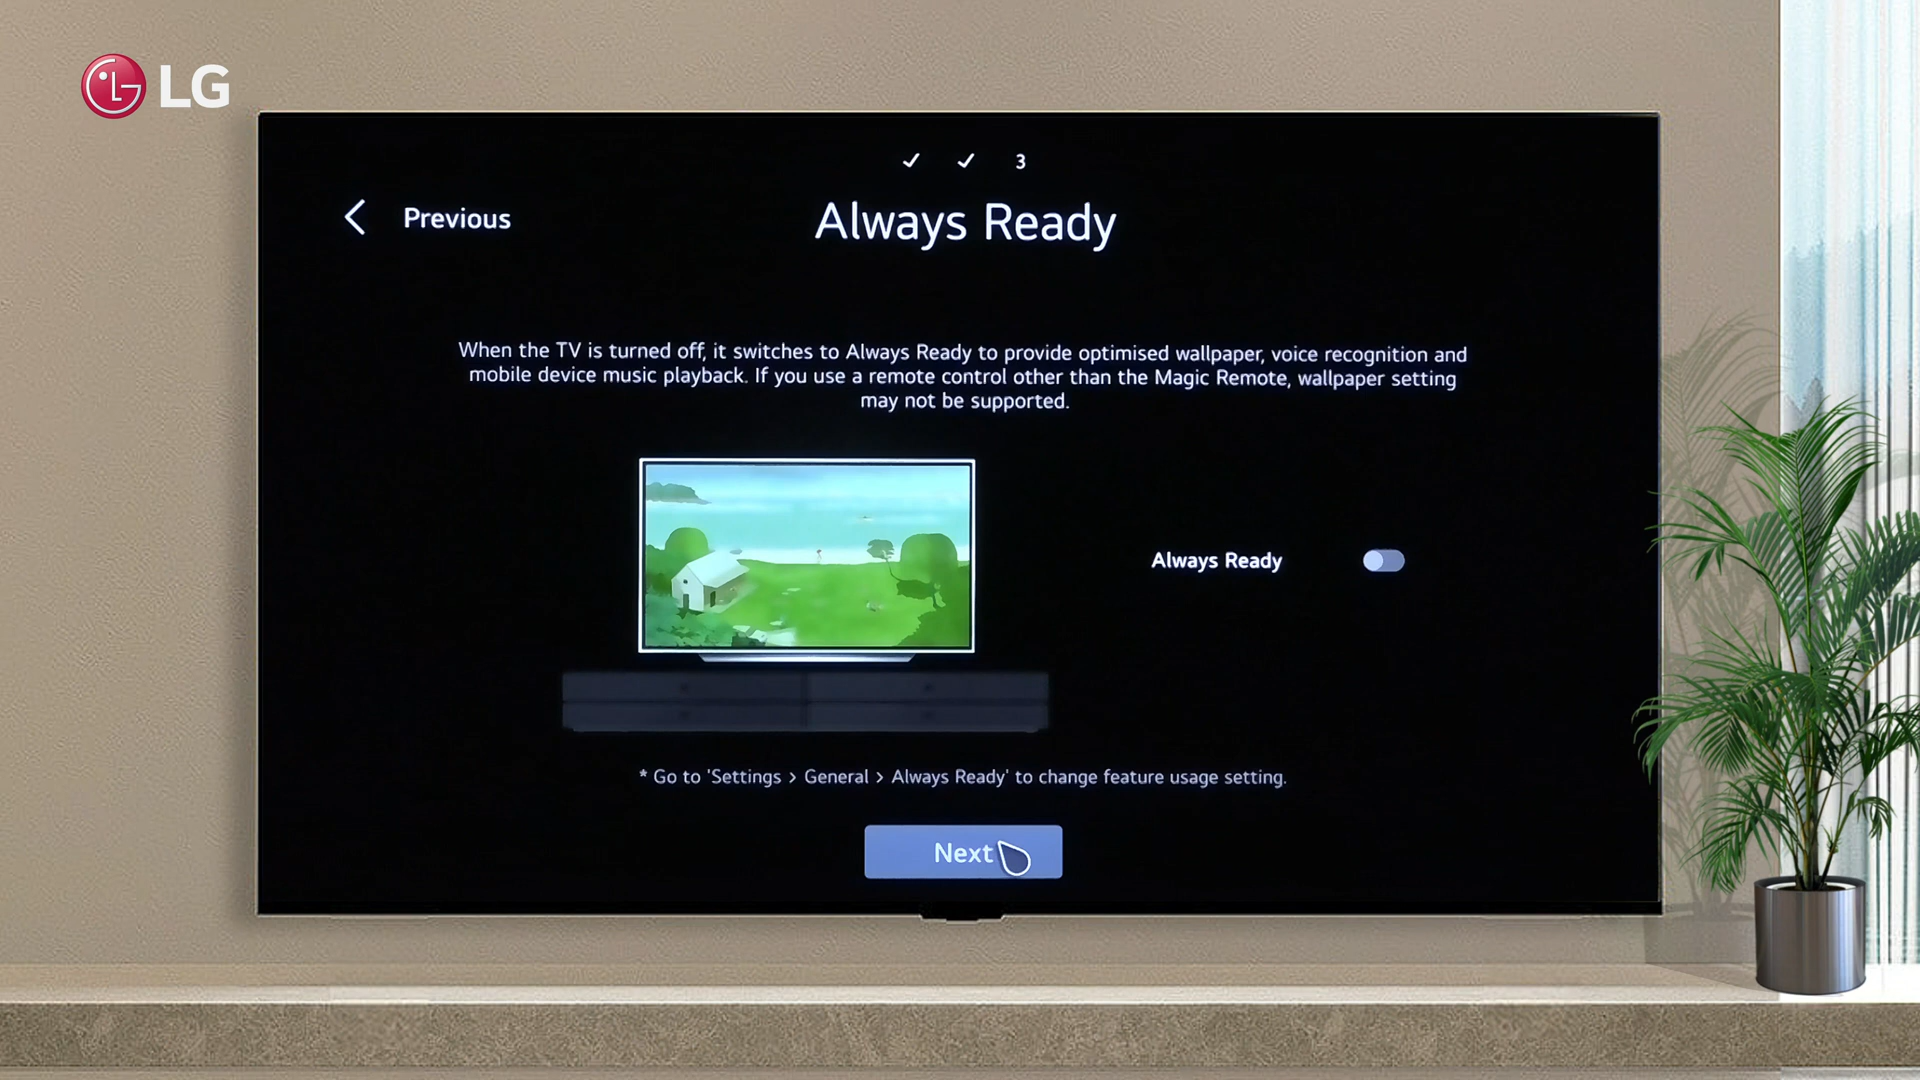 LG
✓ ✓ 3
Previous
Always Ready
When the TV is turned off, it switches to Always Ready to provide optimised wallpaper, voice recognition and
mobile device music playback. If you use a remote control other than the Magic Remote, wallpaper setting
may not be supported.
Always Ready
* Go to 'Settings > General > Always Ready' to change feature usage setting.
Next